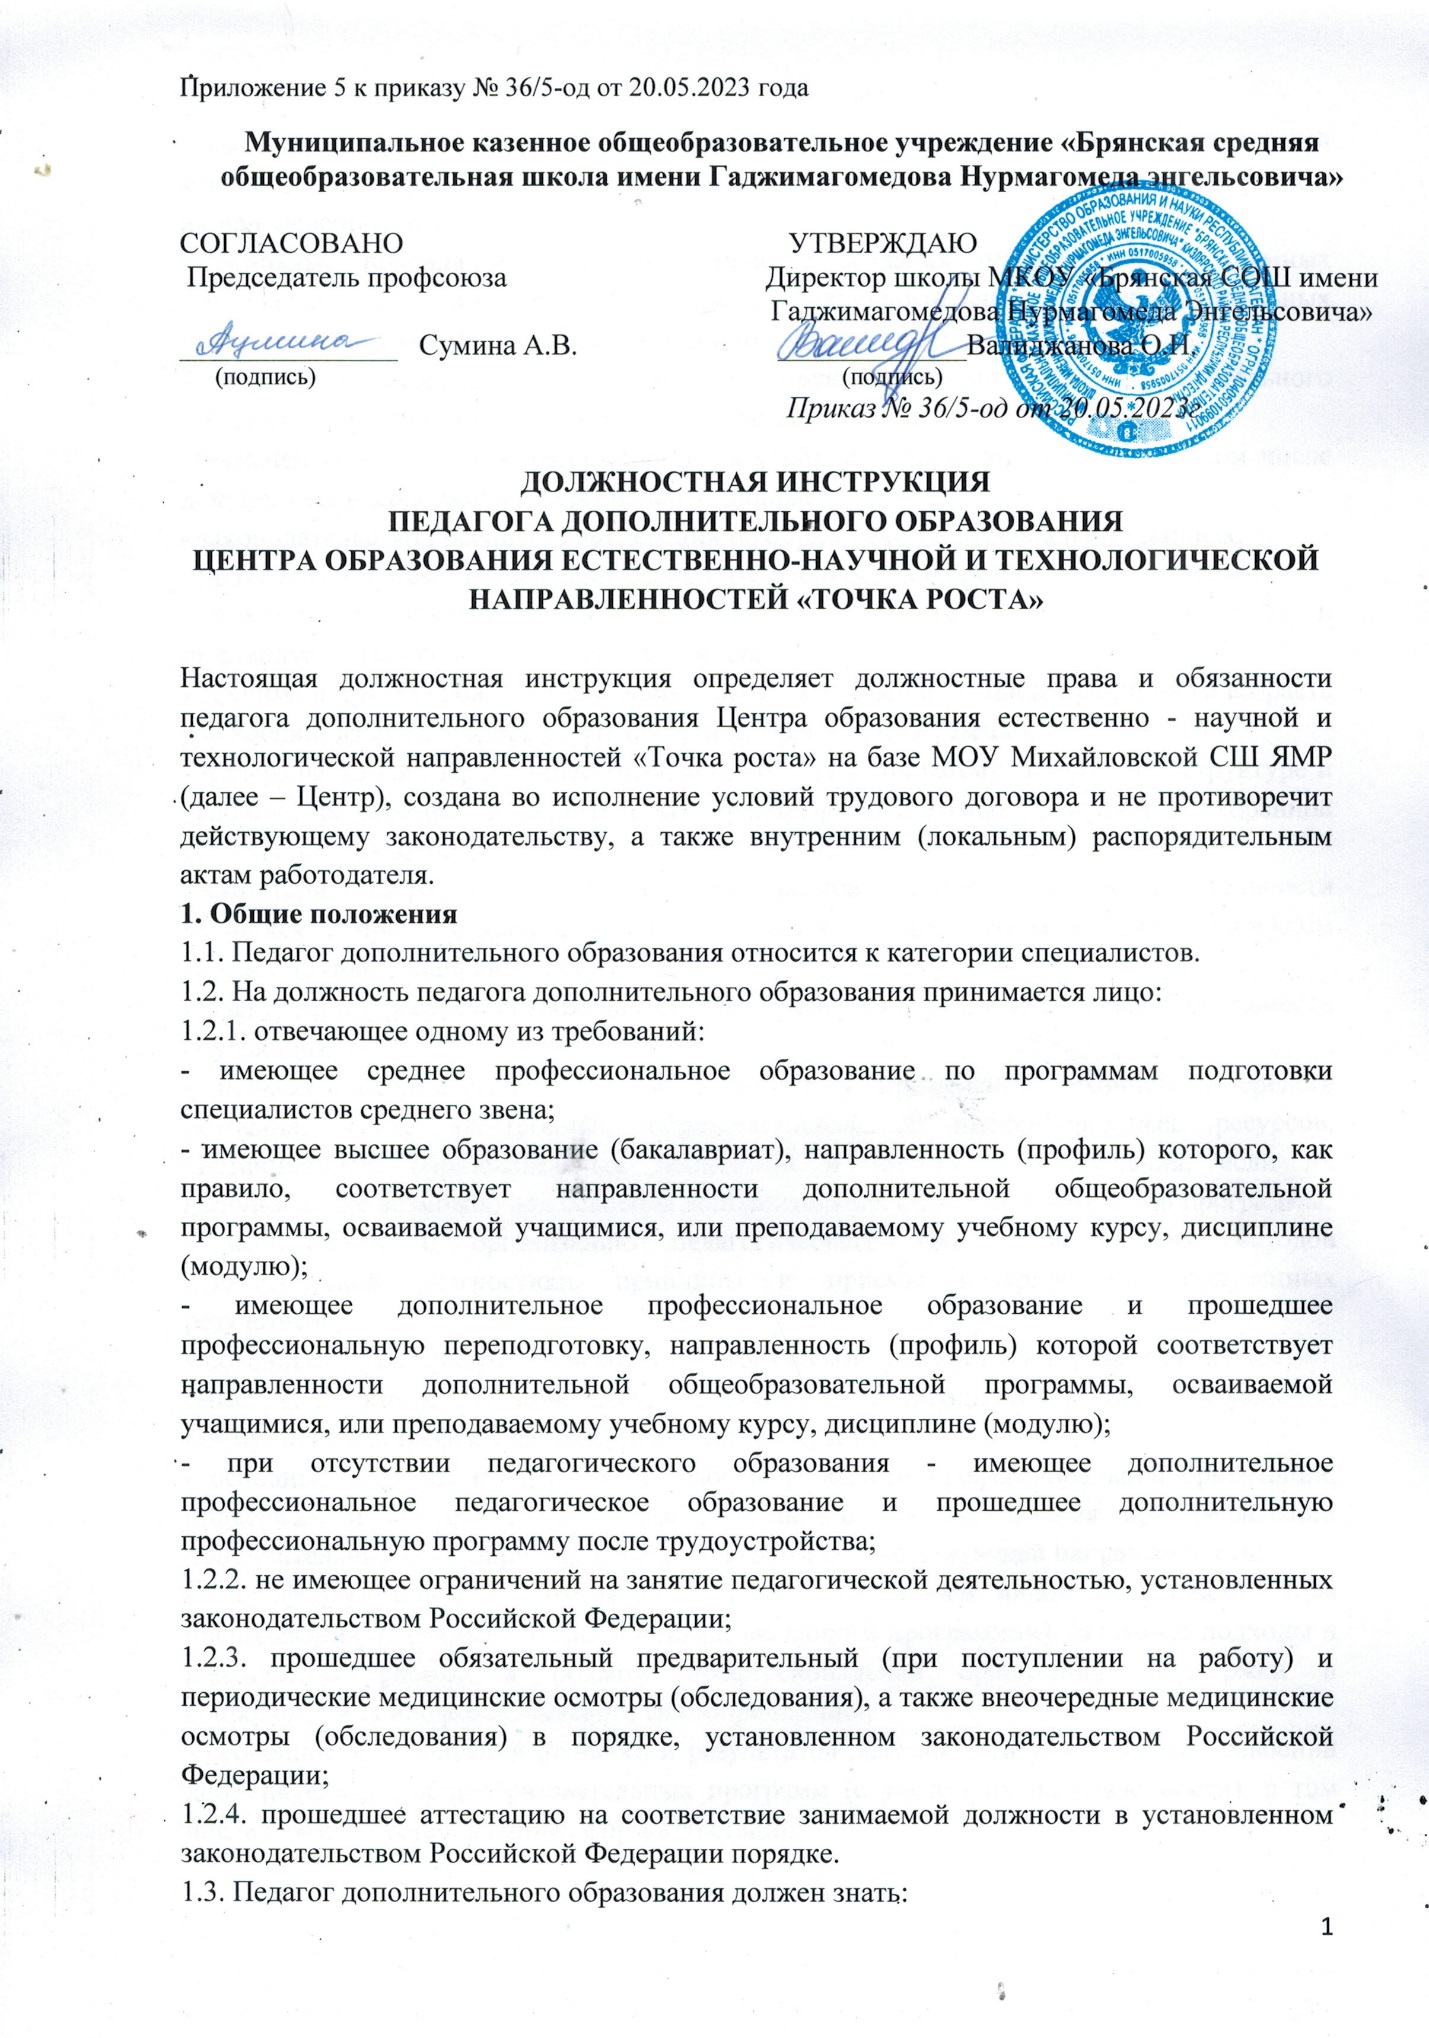 Приложение 5 к приказу № 36/5-од от 20.05.2023 года
Муниципальное казенное общеобразовательное учреждение «Брянская средняя
общеобразовательная школа имени Гаджимагомедова Нурмагомеда энгельсовича»
СОГЛАСОВАНО
Председатель профсоюза
Сумина А.В.
(подпись)
УТВЕРЖДАЮ
Директор школы МКОУ «Брянская СОШ имени
Гаджимагомедова Нурмагомеда Энгельсовича»
Валиджанова О.Н.
(подпись)
Приказ № 36/5-од от 20.05.2023г
ДОЛЖНОСТНАЯ ИНСТРУКЦИЯ
ПЕДАГОГА ДОПОЛНИТЕЛЬНОГО ОБРАЗОВАНИЯ
ЦЕНТРА ОБРАЗОВАНИЯ ЕСТЕСТВЕННО-НАУЧНОЙ И ТЕХНОЛОГИЧЕСКОЙ
НАПРАВЛЕННОСТЕЙ «ТОЧКА РОСТА»
Настоящая должностная инструкция определяет должностные права и обязанности
педагога дополнительного образования Центра образования естественно - научной и
технологической направленностей «Точка роста» на базе МОУ Михайловской СШ ЯМР
(далее – Центр), создана во исполнение условий трудового договора и не противоречит
действующему законодательству, а также внутренним (локальным) распорядительным
актам работодателя.
1. Общие положения
1.1. Педагог дополнительного образования относится к категории специалистов.
1.2. На должность педагога дополнительного образования принимается лицо:
1.2.1. отвечающее одному из требований:
- имеющее среднее профессиональное образование по программам подготовки
специалистов среднего звена;
- имеющее высшее образование (бакалавриат), направленность (профиль) которого, как
правило, соответствует направленности дополнительной общеобразовательной
программы, осваиваемой учащимися, или преподаваемому учебному курсу, дисциплине
(модулю);
- имеющее дополнительное профессиональное образование и прошедшее
профессиональную переподготовку, направленность (профиль) которой соответствует
направленности дополнительной общеобразовательной программы, осваиваемой
учащимися, или преподаваемому учебному курсу, дисциплине (модулю);
- при отсутствии педагогического образования - имеющее дополнительное
профессиональное педагогическое образование и прошедшее дополнительную
профессиональную программу после трудоустройства;
1.2.2. не имеющее ограничений на занятие педагогической деятельностью, установленных
законодательством Российской Федерации;
1.2.3. прошедшее обязательный предварительный (при поступлении на работу) и
периодические медицинские осмотры (обследования), а также внеочередные медицинские
осмотры (обследования) в порядке, установленном законодательством Российской
Федерации;
1.2.4. прошедшее аттестацию на соответствие занимаемой должности в установленном
законодательством Российской Федерации порядке.
1.3. Педагог дополнительного образования должен знать:
1